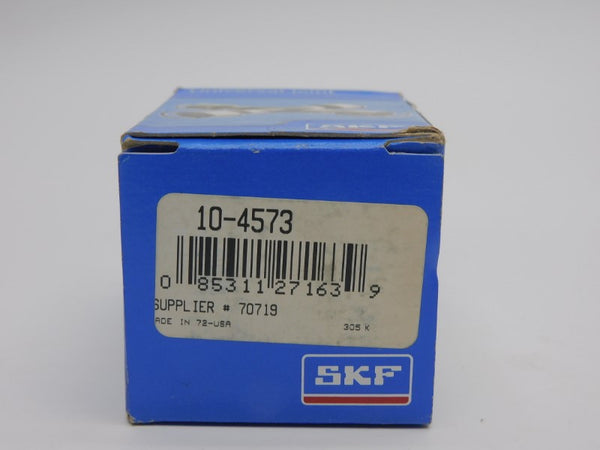 10-4573
0 85311 27163 9
SUPPLIER # 70719
ADE IN 72-USA 305 K
SKF